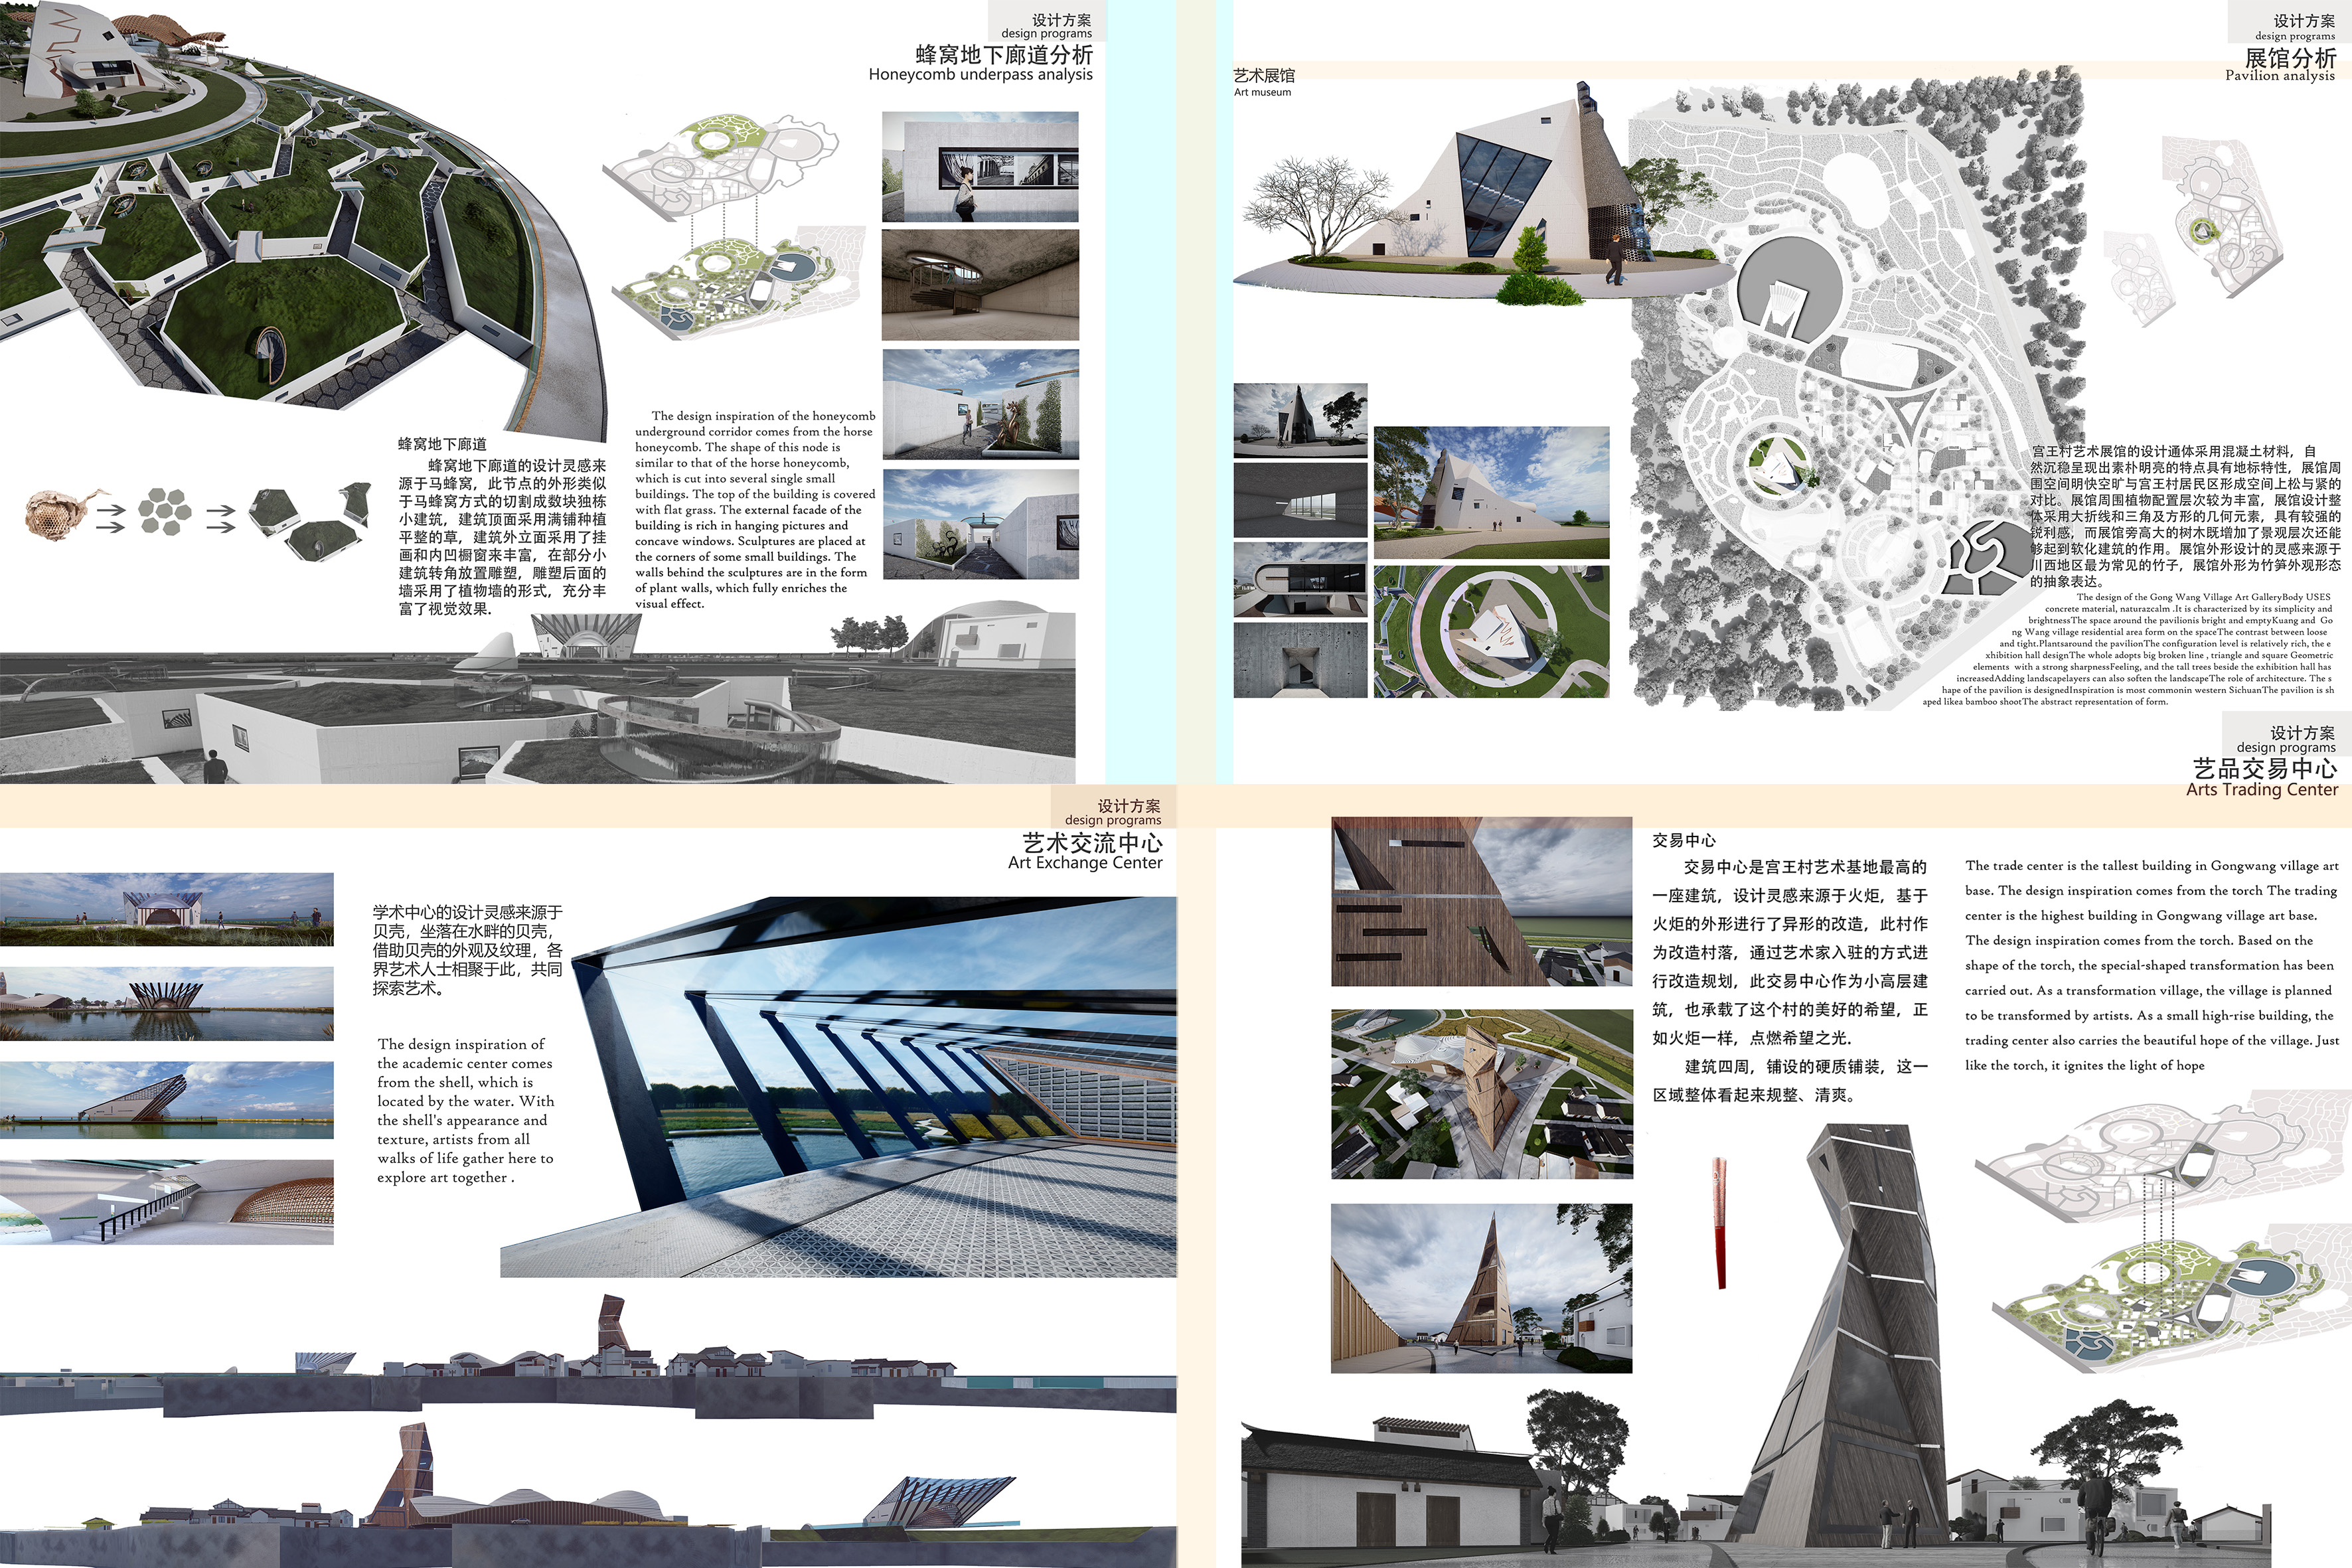 设计方案
design programs
蜂窝地下廊道分析
Honeycomb underpass analysis
蜂窝地下廊道
蜂窝地下廊道的设计灵感来
源于马蜂窝，此节点的外形类似
于马蜂窝方式的切割成数块独栋
小建筑，建筑顶面采用满铺种植
平整的草，建筑外立面采用了挂
画和内凹橱窗来丰富，在部分小
建筑转角放置雕塑，雕塑后面的
墙采用了植物墙的形式，充分丰
富了视觉效果.
The design inspiration of the honeycomb
underground corridor comes from the horse
honeycomb. The shape of this node is
similar to that of the horse honeycomb,
which is cut into several single small
buildings. The top of the building is covered
with flat grass. The external facade of the
building is rich in hanging pictures and
concave windows. Sculptures are placed at
the corners of some small buildings. The
walls behind the sculptures are in the form
of plant walls, which fully enriches the
visual effect.
设计方案
design programs
展馆分析
Pavilion analysis
艺术展馆
Art museum
宫王村艺术展馆的设计通体采用混凝土材料，自
然沉稳呈现出素朴明亮的特点具有地标特性，展馆周
围空间明快空旷与宫王村居民区形成空间上松与紧的
对比。展馆周围植物配置层次较为丰富，展馆设计整
体采用大折线和三角及方形的几何元素，具有较强的
锐利感，而展馆旁高大的树木既增加了景观层次还能
够起到软化建筑的作用。展馆外形设计的灵感来源于
川西地区最为常见的竹子，展馆外形为竹笋外观形态
的抽象表达。
The design of the Gong Wang Village Art GalleryBody USES
concrete material, naturazcalm .It is characterized by its simplicity and
brightnessThe space around the pavilionis bright and emptyKuang and Go
ng Wang village residential area form on the spaceThe contrast between loose
and tight.Plantsaround the pavilionThe configuration level is relatively rich, the e
xhibition hall designThe whole adopts big broken line , triangle and square Geometric
elements with a strong sharpnessFeeling, and the tall trees beside the exhibition hall has
increasedAdding landscapelayers can also soften the landscapeThe role of architecture. The s
hape of the pavilion is designedInspiration is most commonin western SichuanThe pavilion is sh
aped likea bamboo shootThe abstract representation of form.
设计方案
design programs
艺术交流中心
Art Exchange Center
学术中心的设计灵感来源于
贝壳，坐落在水畔的贝壳，
借助贝壳的外观及纹理，各
界艺术人士相聚于此，共同
探索艺术。
The design inspiration of
the academic center comes
from the shell, which is
located by the water. With
the shell's appearance and
texture, artists from all
walks of life gather here to
explore art together .
设计方案
design programs
艺品交易中心
Arts Trading Center
交易中心
交易中心是宫王村艺术基地最高的
一座建筑，设计灵感来源于火炬，基于
火炬的外形进行了异形的改造，此村作
为改造村落，通过艺术家入驻的方式进
行改造规划，此交易中心作为小高层建
筑，也承载了这个村的美好的希望，正
如火炬一样，点燃希望之光.
建筑四周，铺设的硬质铺装，这一
区域整体看起来规整、清爽。
The trade center is the tallest building in Gongwang village art
base. The design inspiration comes from the torch The trading
center is the highest building in Gongwang village art base.
The design inspiration comes from the torch. Based on the
shape of the torch, the special-shaped transformation has been
carried out. As a transformation village, the village is planned
to be transformed by artists. As a small high-rise building, the
trading center also carries the beautiful hope of the village. Just
like the torch, it ignites the light of hope